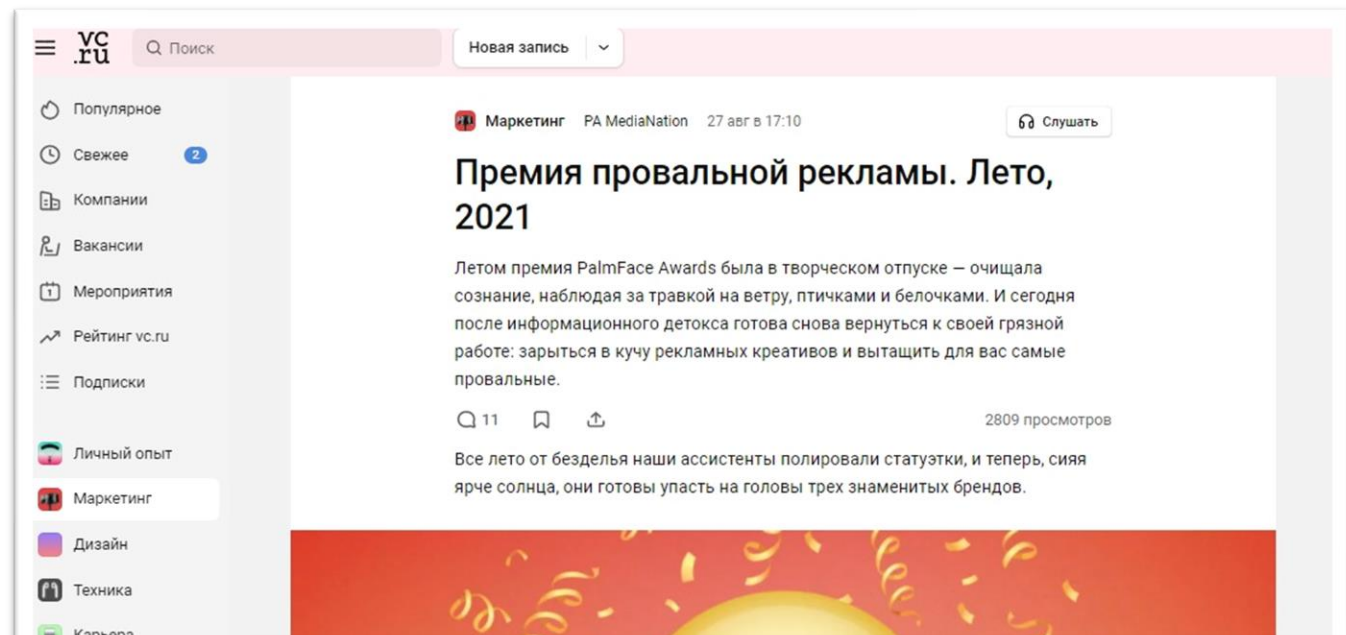 vc
.ru
Поиск
Новая запись
Популярное
Свежее
2
Компании
Вакансии
1
Мероприятия
Рейтинг vc.ru
Подписки
Личный опыт
Маркетинг
Дизайн
Техника
Карьера
Маркетинг PA MediaNation 27 авг в 17:10
Слушать
Премия провальной рекламы. Лето,
2021
Летом премия PalmFace Awards была в творческом отпуске — очищала
сознание, наблюдая за травкой на ветру, птичками и белочками. И сегодня
после информационного детокса готова снова вернуться к своей грязной
работе: зарыться в кучу рекламных креативов и вытащить для вас самые
провальные.
11
2809 просмотров
Все лето от безделья наши ассистенты полировали статуэтки, и теперь, сияя
ярче солнца, они готовы упасть на головы трех знаменитых брендов.